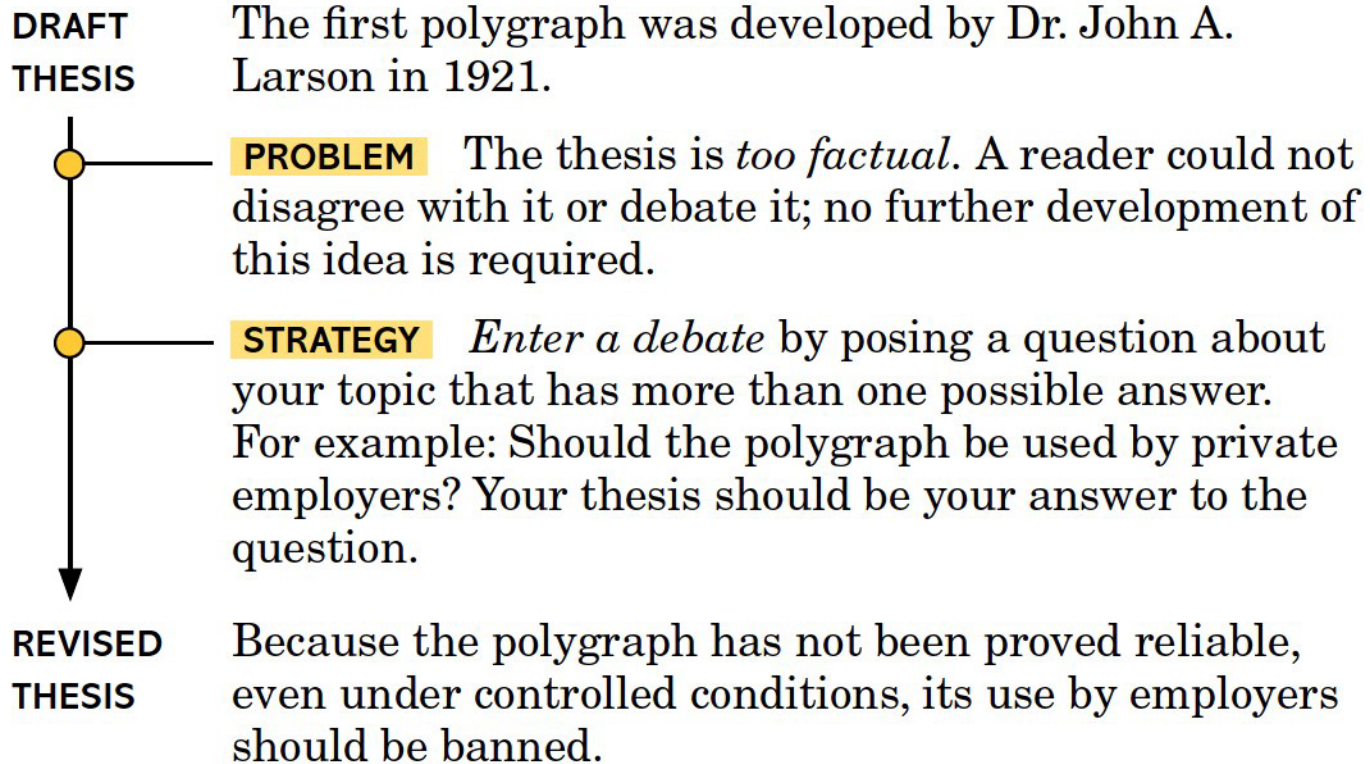 DRAFT THESIS
The first polygraph was developed by Dr. John A.
Larson in 1921.
PROBLEM The thesis is too factual. A reader could not
disagree with it or debate it; no further development of
this idea is required.
STRATEGY Enter a debate by posing a question about
your topic that has more than one possible answer.
For example: Should the polygraph be used by private
employers? Your thesis should be your answer to the
question.
REVISED THESIS
Because the polygraph has not been proved reliable,
even under controlled conditions, its use by employers
should be banned.